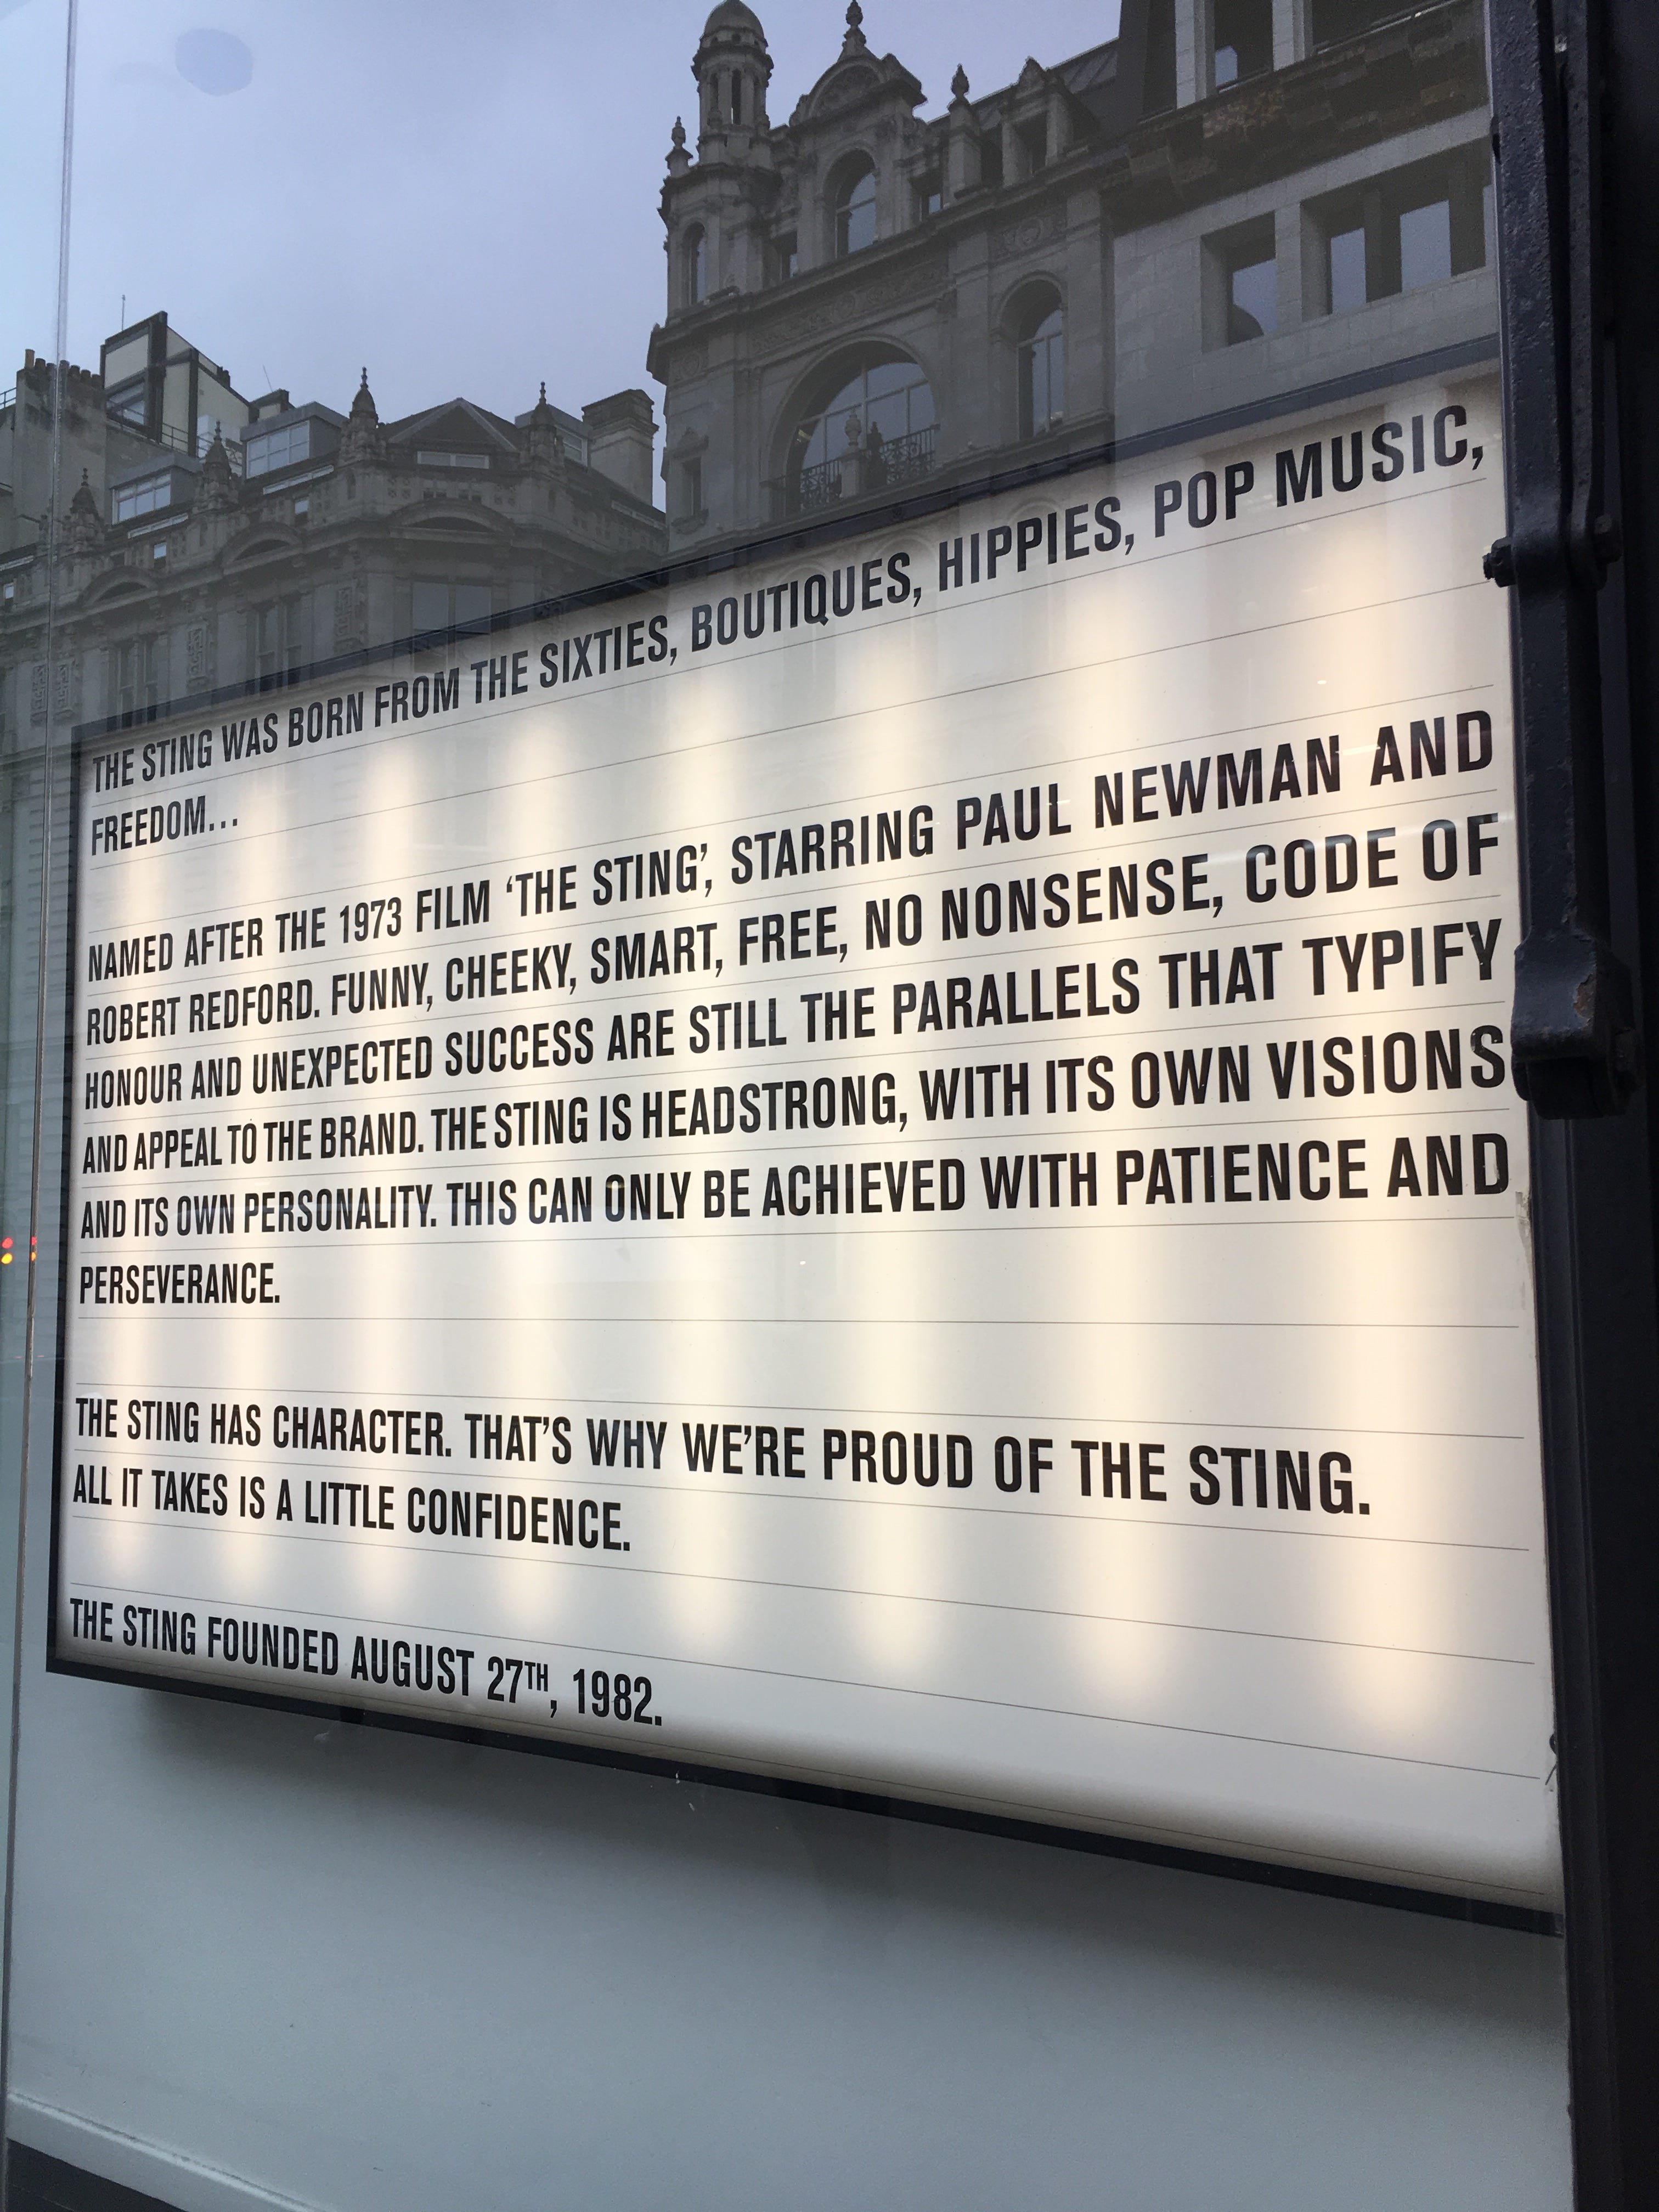 THE STING WAS BORN FROM THE SIXTIES, BOUTIQUES, HIPPIES, POP MUSIC,
FREEDOM...
NAMED AFTER THE 1973 FILM ‘THE STING’, STARRING PAUL NEWMAN AND
ROBERT REDFORD. FUNNY, CHEEKY, SMART, FREE, NO NONSENSE, CODE OF
HONOUR AND UNEXPECTED SUCCESS ARE STILL THE PARALLELS THAT TYPIFY
AND APPEAL TO THE BRAND. THE STING IS HEADSTRONG, WITH ITS OWN VISIONS
AND ITS OWN PERSONALITY. THIS CAN ONLY BE ACHIEVED WITH PATIENCE AND
PERSEVERANCE.
THE STING HAS CHARACTER. THAT’S WHY WE’RE PROUD OF THE STING.
ALL IT TAKES IS A LITTLE CONFIDENCE.
THE STING FOUNDED AUGUST 27TH, 1982.